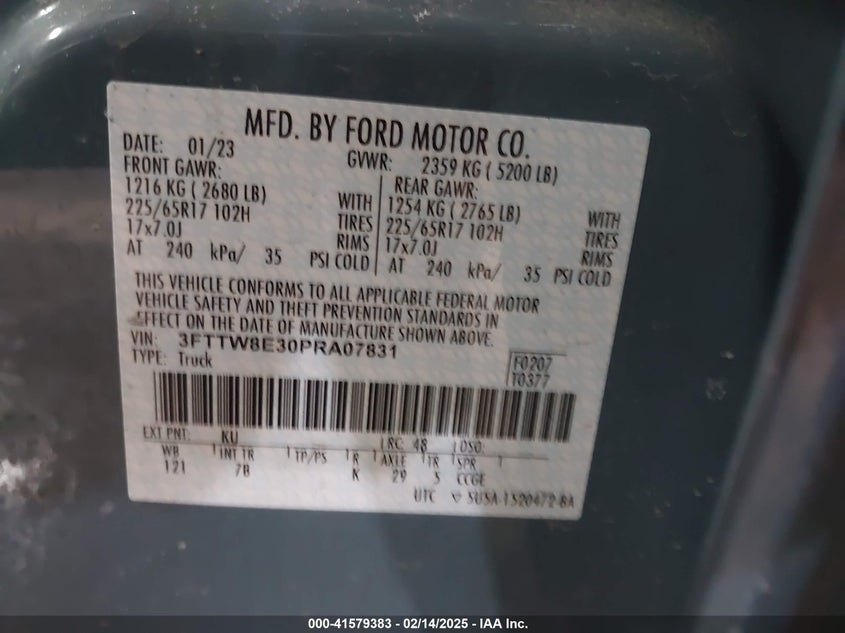 MFD. BY FORD MOTOR CO.
DATE: 01/23 GVWR: 2359 KG ( 5200 LB)
FRONT GAWR: REAR GAWR:
1216 KG ( 2680 LB) WITH 1254 KG ( 2765 LB) WITH
225/65R17 102H TIRES 225/65R17 102H TIRES
17x7.0J RIMS 17x7.0J RIMS
AT 240 kPa/ 35 PSI COLD AT 240 kPa/ 35 PSI COLD
THIS VEHICLE CONFORMS TO ALL APPLICABLE FEDERAL MOTOR
VEHICLE SAFETY AND THEFT PREVENTION STANDARDS IN
EFFECT ON THE DATE OF MANUFACTURE SHOWN ABOVE.
VIN: 3FTTW8E30PRA07831
TYPE: Truck F0207
T0377
EXT PNT: KU RC: 48 DSO:
WB INT TR TP/PS R AXLE TR SPR
121 7B K 29 5 CCGE
UTC 5U5A-1520472-BA
000-41579383 - 02/14/2025 - IAA Inc.